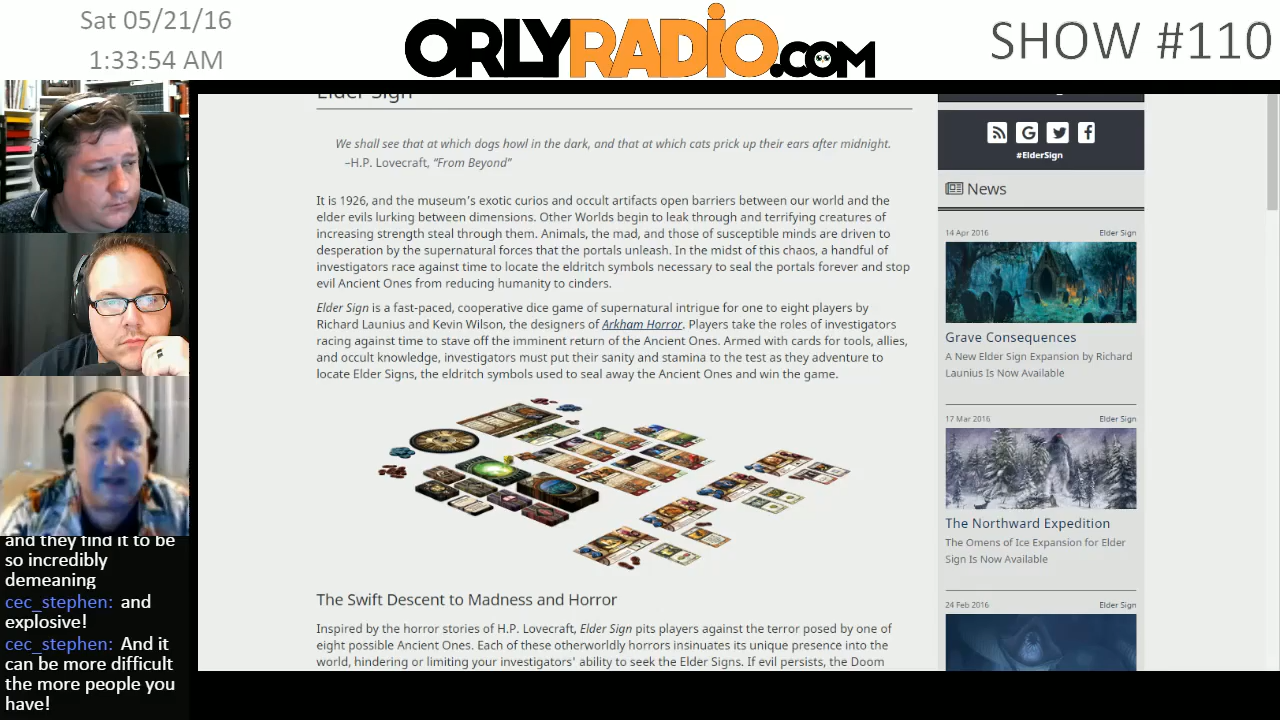 Sat 05/21/16
1:33:54 AM
ORLYRADIO.COM
SHOW #110
Elder Sign
We shall see that at which dogs howl in the dark, and that at which cats prick up their ears after midnight.
–H.P. Lovecraft, “From Beyond”
It is 1926, and the museum's exotic curios and occult artifacts open barriers between our world and the
elder evils lurking between dimensions. Other Worlds begin to leak through and terrifying creatures of
increasing strength steal through them. Animals, the mad, and those of susceptible minds are driven to
desperation by the supernatural forces that the portals unleash. In the midst of this chaos, a handful of
investigators race against time to locate the eldritch symbols necessary to seal the portals forever and stop
evil Ancient Ones from reducing humanity to cinders.
Elder Sign is a fast-paced, cooperative dice game of supernatural intrigue for one to eight players by
Richard Launius and Kevin Wilson, the designers of Arkham Horror. Players take the roles of investigators
racing against time to stave off the imminent return of the Ancient Ones. Armed with cards for tools, allies,
and occult knowledge, investigators must put their sanity and stamina to the test as they adventure to
locate Elder Signs, the eldritch symbols used to seal away the Ancient Ones and win the game.
The Swift Descent to Madness and Horror
Inspired by the horror stories of H.P. Lovecraft, Elder Sign pits players against the terror posed by one of
eight possible Ancient Ones. Each of these otherworldly horrors insinuates its unique presence into the
world, hindering or limiting your investigators' ability to seek the Elder Signs. If evil persists, the Doom
#ElderSign
News
14 Apr 2016 Elder Sign
Grave Consequences
A New Elder Sign Expansion by Richard
Launius Is Now Available
17 Mar 2016 Elder Sign
The Northward Expedition
The Omens of Ice Expansion for Elder
Sign Is Now Available
24 Feb 2016 Elder Sign
and they find it to be
so incredibly
demeaning
cec_stephen: and
explosive!
cec_stephen: And it
can be more difficult
the more people you
have!